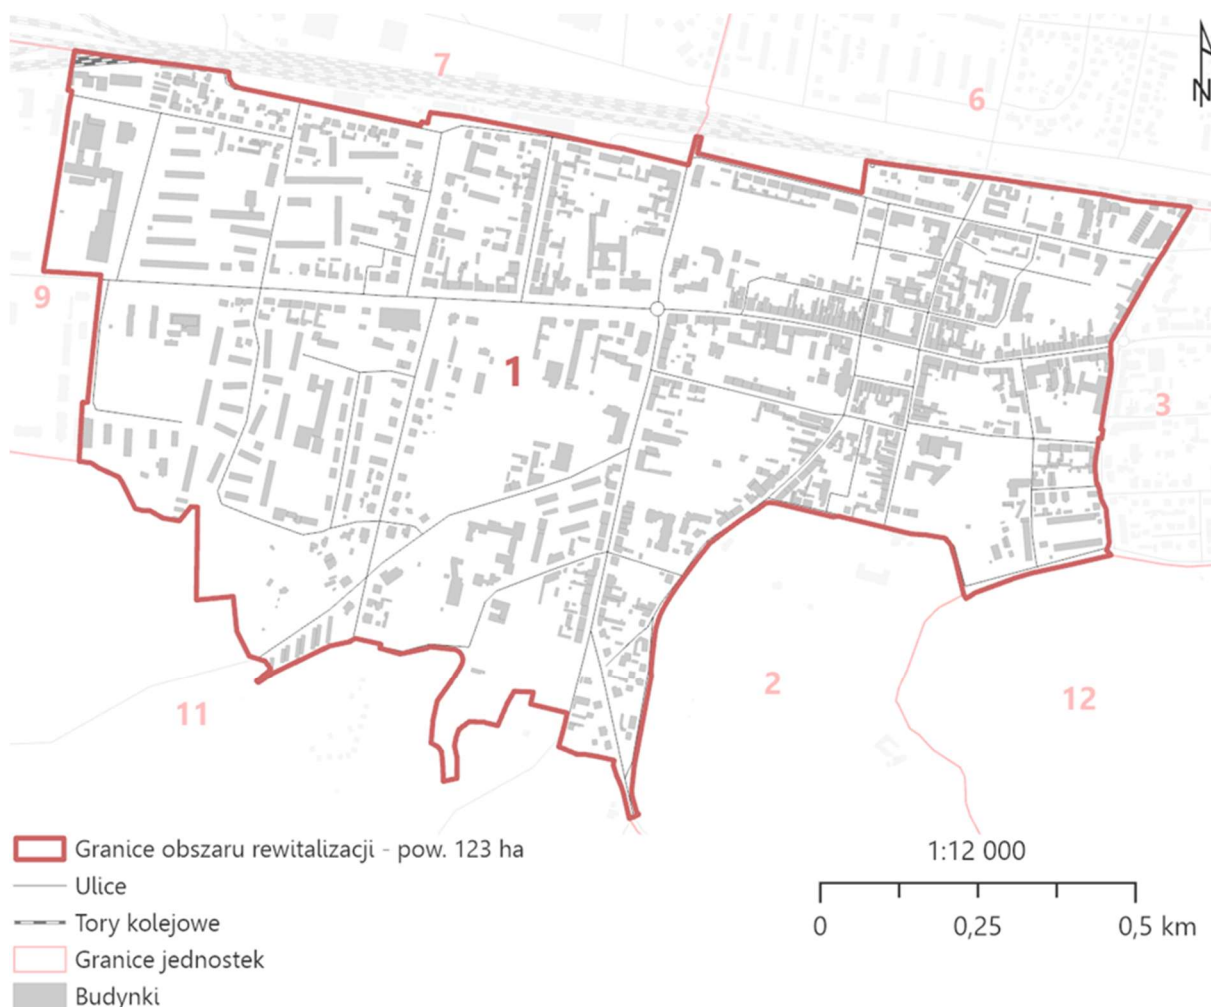 7
6
N
9
1
3
2
12
11
Granice obszaru rewitalizacji - pow. 123 ha
Ulice
Tory kolejowe
Granice jednostek
Budynki
1:12 000
0 0,25 0,5 km